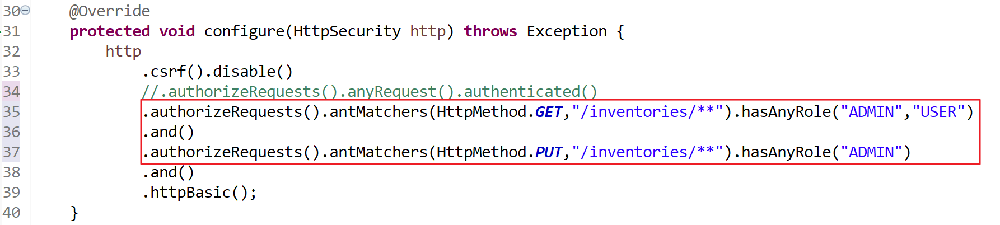 30 @Override
31 protected void configure(HttpSecurity http) throws Exception {
32 http
33 .csrf().disable()
34 //.authorizeRequests().anyRequest().authenticated()
35 .authorizeRequests().antMatchers(HttpMethod.GET,"/inventories/**").hasAnyRole("ADMIN","USER")
36 .and()
37 .authorizeRequests().antMatchers(HttpMethod.PUT,"/inventories/**").hasAnyRole("ADMIN")
38 .and()
39 .httpBasic();
40 }